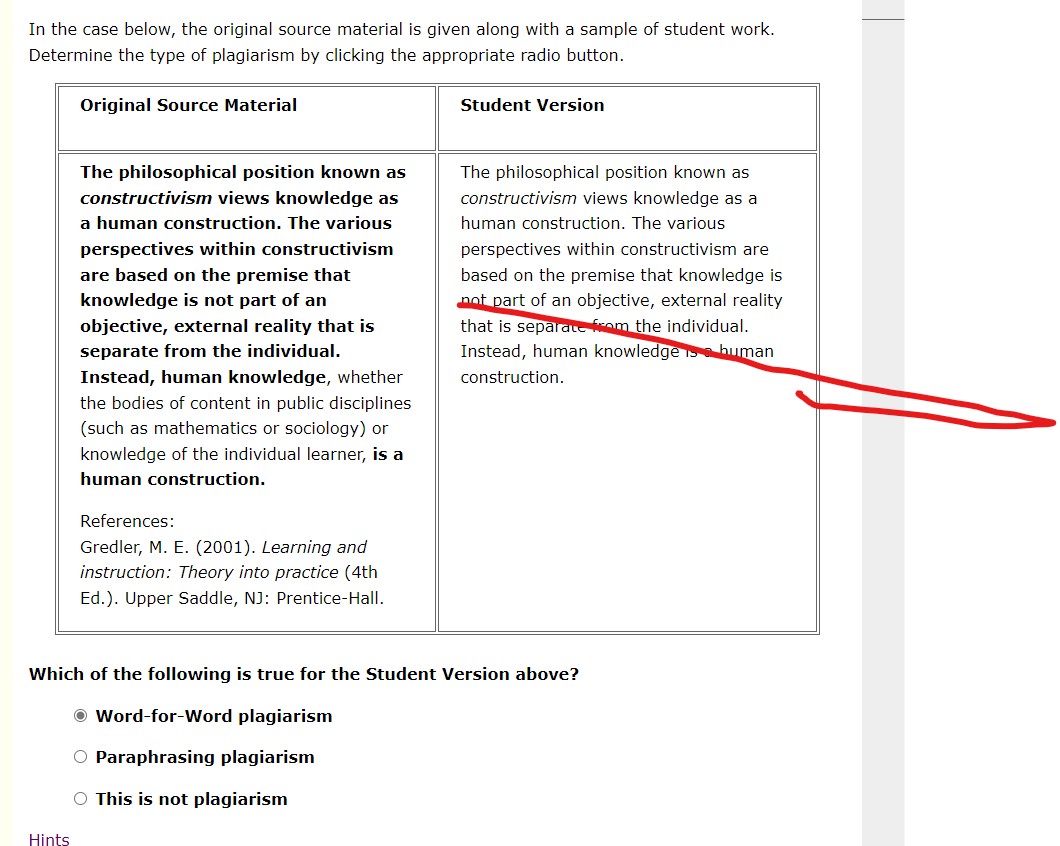 In the case below, the original source material is given along with a sample of student work.
Determine the type of plagiarism by clicking the appropriate radio button.
Original Source Material
Student Version
The philosophical position known as
constructivism views knowledge as
a human construction. The various
perspectives within constructivism
are based on the premise that
knowledge is not part of an
objective, external reality that is
separate from the individual.
Instead, human knowledge, whether
the bodies of content in public disciplines
(such as mathematics or sociology) or
knowledge of the individual learner, is a
human construction.
References:
Gredler, M. E. (2001). Learning and
instruction: Theory into practice (4th
Ed.). Upper Saddle, NJ: Prentice-Hall.
The philosophical position known as
constructivism views knowledge as a
human construction. The various
perspectives within constructivism are
based on the premise that knowledge is
not part of an objective, external reality
that is separate from the individual.
Instead, human knowledge is a human
construction.
Which of the following is true for the Student Version above?
Word-for-Word plagiarism
Paraphrasing plagiarism
This is not plagiarism
Hints